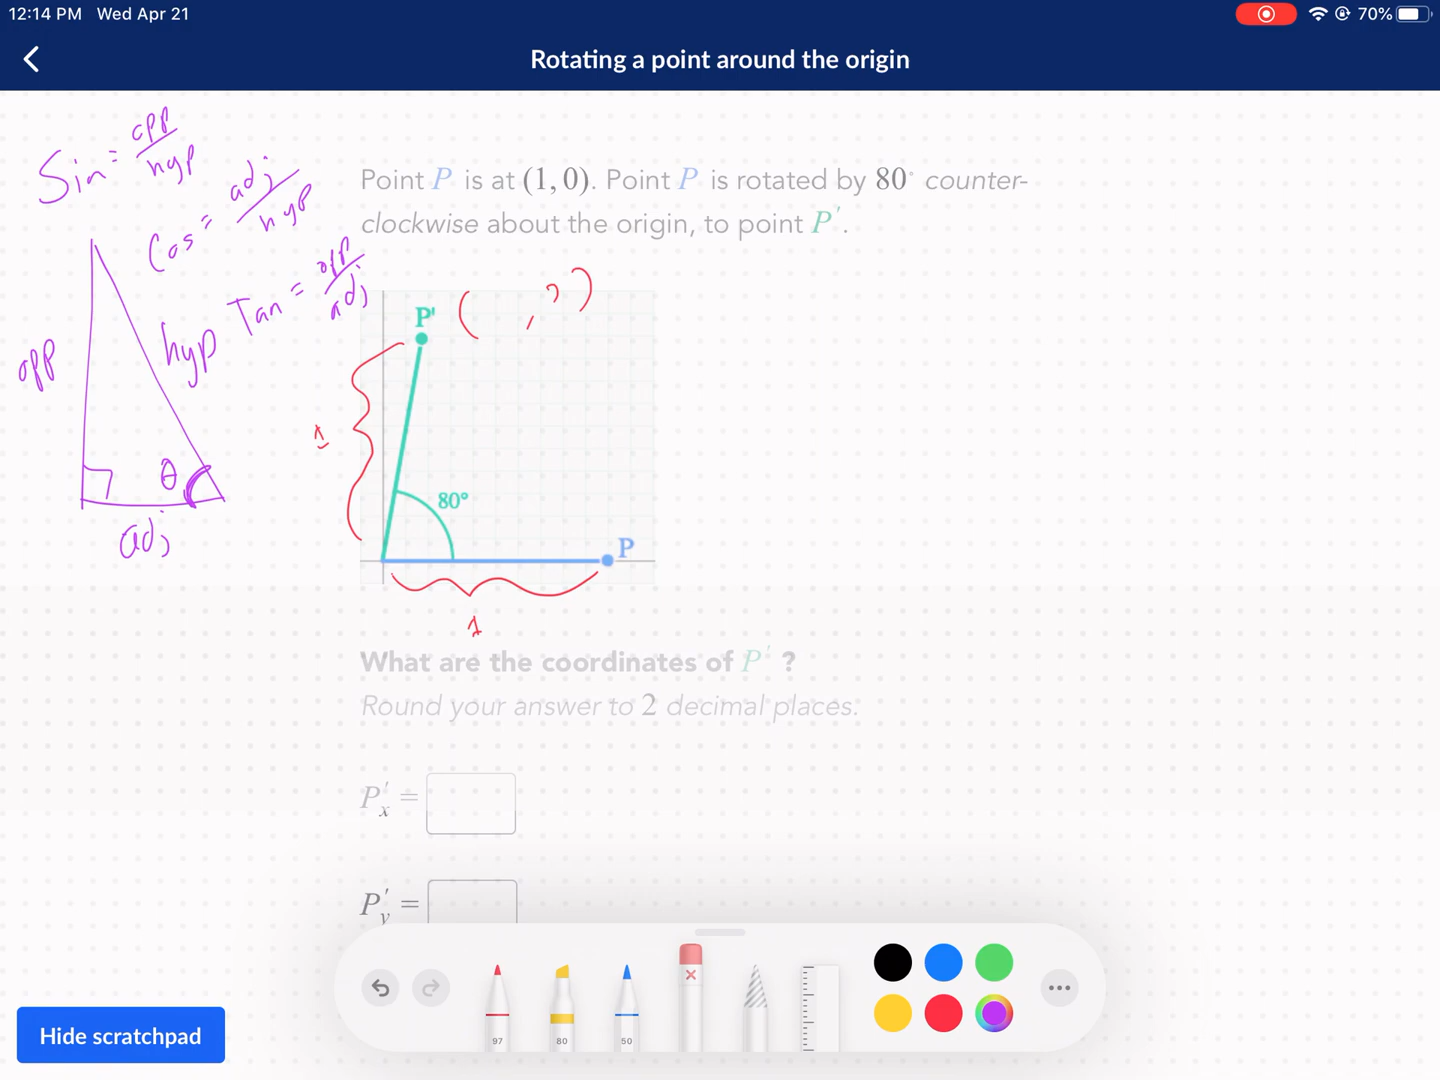 12:14 PM Wed Apr 21
70%
Rotating a point around the origin
Sin = opp/hyp
Cos = adj/hyp
Tan = opp/adj
opp
hyp
θ
adj
Point P is at (1, 0). Point P is rotated by 80° counter-
clockwise about the origin, to point P′.
P'
( , ?)
1
80°
P
1
What are the coordinates of P′ ?
Round your answer to 2 decimal places.
P′x =
P′y =
97
80
50
Hide scratchpad